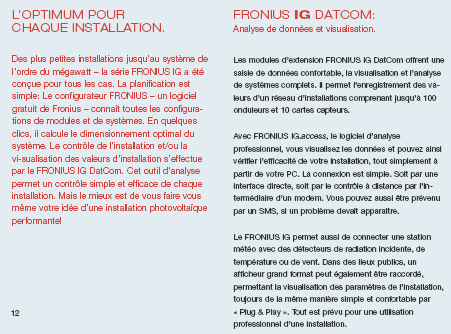 L'OPTIMUM POUR
CHAQUE INSTALLATION.
Des plus petites installations jusqu'au système de
l'ordre du mégawatt – la série FRONIUS IG a été
conçue pour tous les cas. La planification est
simple: Le configurateur FRONIUS – un logiciel
gratuit de Fronius – connaît toutes les configura-
tions de modules et de systèmes. En quelques
clics, il calcule le dimensionnement optimal du
système. Le contrôle de l'installation et/ou la
vi-sualisation des valeurs d'installation s'effectue
par le FRONIUS IG DatCom. Cet outil d'analyse
permet un contrôle simple et efficace de chaque
installation. Mais le mieux est de vous faire vous
même votre idée d'une installation photovoltaïque
performante!
12
FRONIUS IG DATCOM:
Analyse de données et visualisation.
Les modules d'extension FRONIUS IG DatCom offrent une
saisie de données confortable, la visualisation et l'analyse
de systèmes complets. Il permet l'enregistrement des va-
leurs d'un réseau d'installations comprenant jusqu'à 100
onduleurs et 10 cartes capteurs.
Avec FRONIUS IG.access, le logiciel d'analyse
professionnel, vous visualisez les données et pouvez ainsi
vérifier l'efficacité de votre installation, tout simplement à
partir de votre PC. La connexion est simple. Soit par une
interface directe, soit par le contrôle à distance par l'in-
termédiaire d'un modem. Vous pouvez aussi être prévenu
par un SMS, si un problème devait apparaître.
Le FRONIUS IG permet aussi de connecter une station
météo avec des détecteurs de radiation incidente, de
température ou de vent. Dans des lieux publics, un
afficheur grand format peut également être raccordé,
permettant la visualisation des paramètres de l'installation,
toujours de la même manière simple et confortable par
« Plug & Play ». Tout est prévu pour une utilisation
professionnel d'une installation.